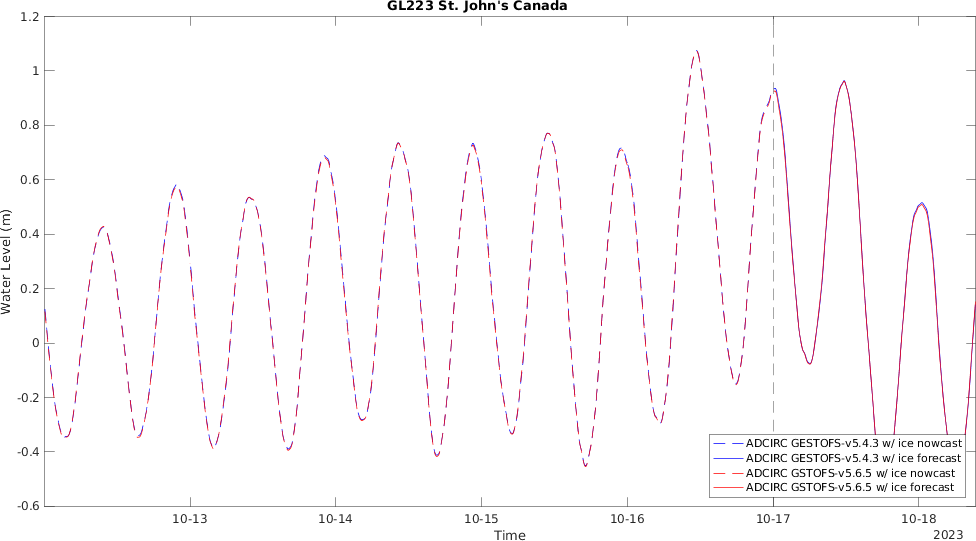 GL223 St. John's Canada
1.2
1
0.8
0.6
0.4
0.2
0
-0.2
-0.4
-0.6
Water Level (m)
ADCIRC GESTOFS-v5.4.3 w/ ice nowcast
ADCIRC GESTOFS-v5.4.3 w/ ice forecast
ADCIRC GSTOFS-v5.6.5 w/ ice nowcast
ADCIRC GSTOFS-v5.6.5 w/ ice forecast
10-13 10-14 10-15 10-16 10-17 10-18
Time
2023